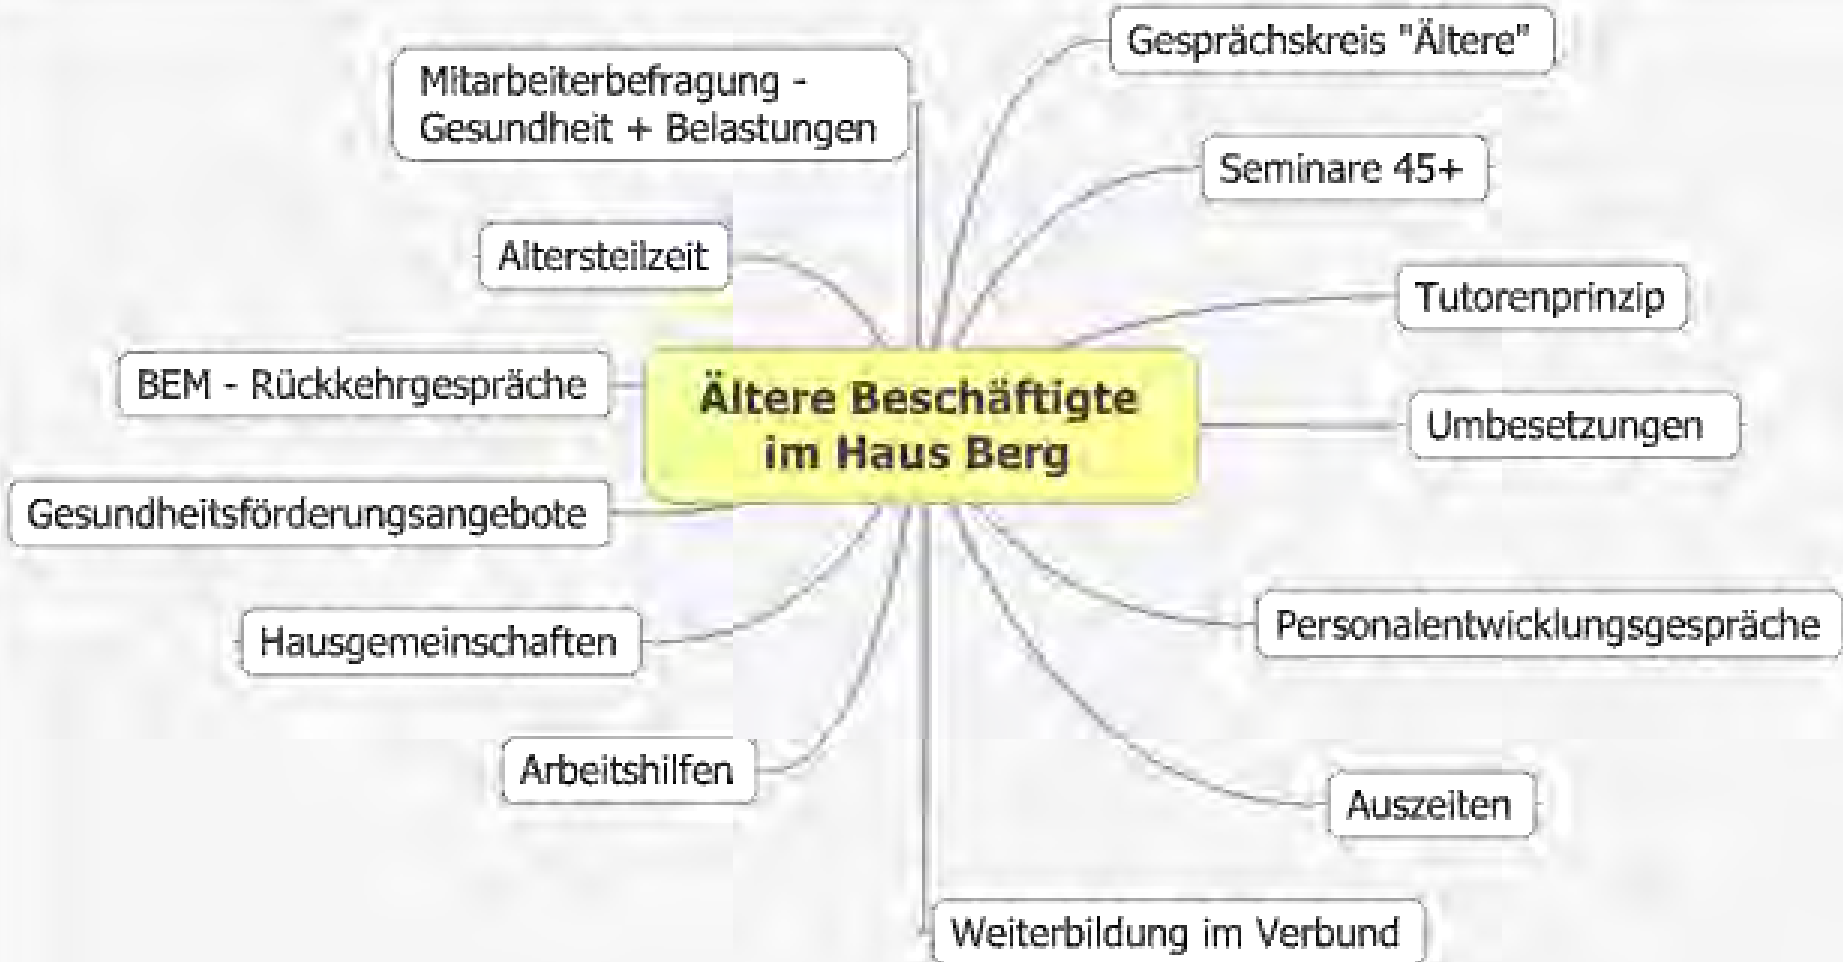 Gesprächskreis "Ältere"
Mitarbeiterbefragung -
Gesundheit + Belastungen
Seminare 45+
Altersteilzeit
Tutorenprinzip
BEM - Rückkehrgespräche
Ältere Beschäftigte
im Haus Berg
Umbesetzungen
Gesundheitsförderungsangebote
Hausgemeinschaften
Personalentwicklungsgespräche
Arbeitshilfen
Auszeiten
Weiterbildung im Verbund